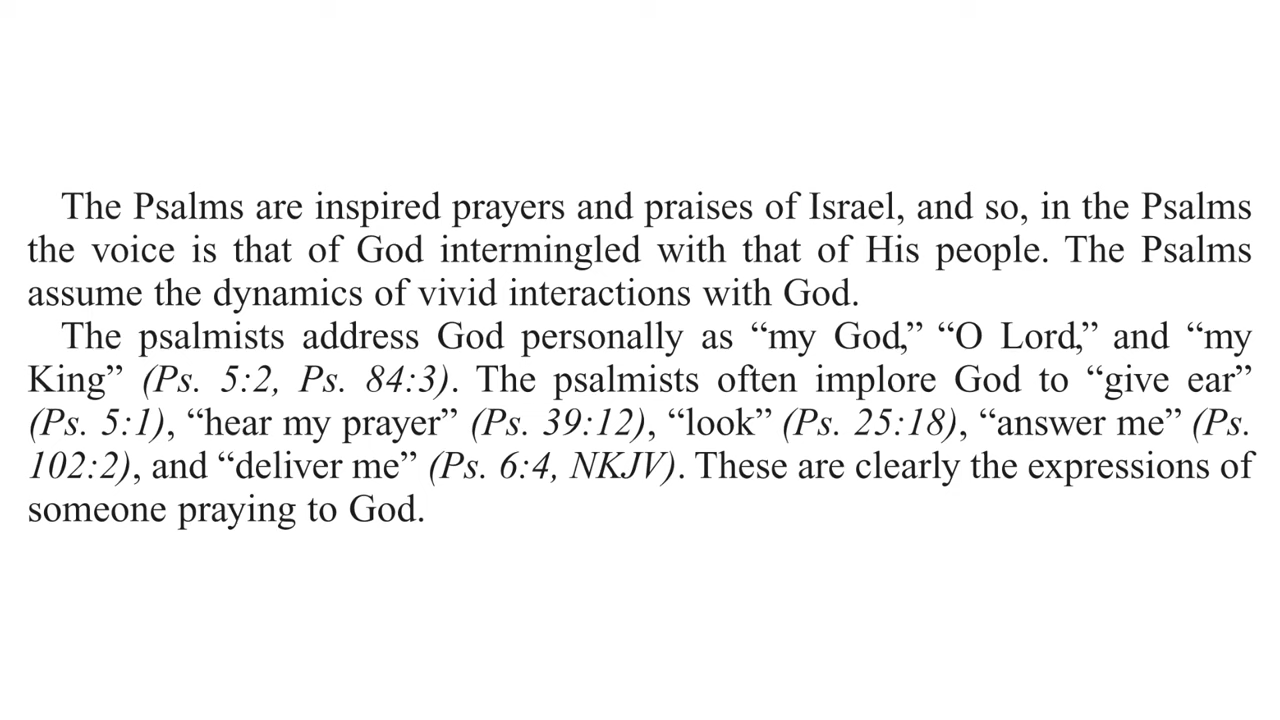 The Psalms are inspired prayers and praises of Israel, and so, in the Psalms
the voice is that of God intermingled with that of His people. The Psalms
assume the dynamics of vivid interactions with God.
The psalmists address God personally as “my God,” “O Lord,” and “my
King” (Ps. 5:2, Ps. 84:3). The psalmists often implore God to “give ear”
(Ps. 5:1), “hear my prayer” (Ps. 39:12), “look” (Ps. 25:18), “answer me” (Ps.
102:2), and “deliver me” (Ps. 6:4, NKJV). These are clearly the expressions of
someone praying to God.